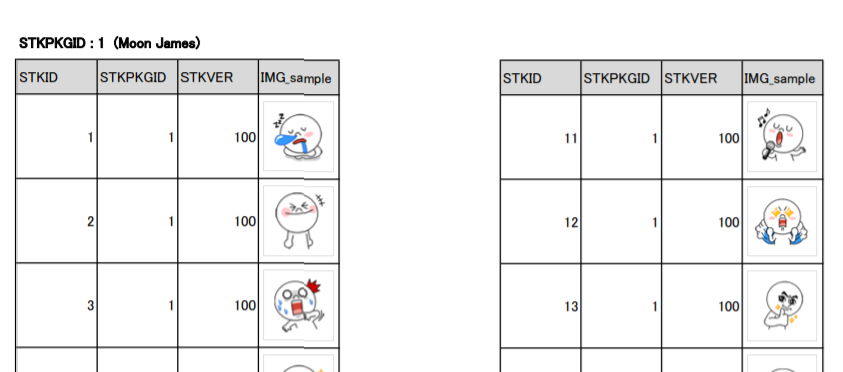 STKPKGID : 1 (Moon James)
STKID STKPKGID STKVER IMG_sample
1 1 100
2 1 100
3 1 100
STKID STKPKGID STKVER IMG_sample
11 1 100
12 1 100
13 1 100